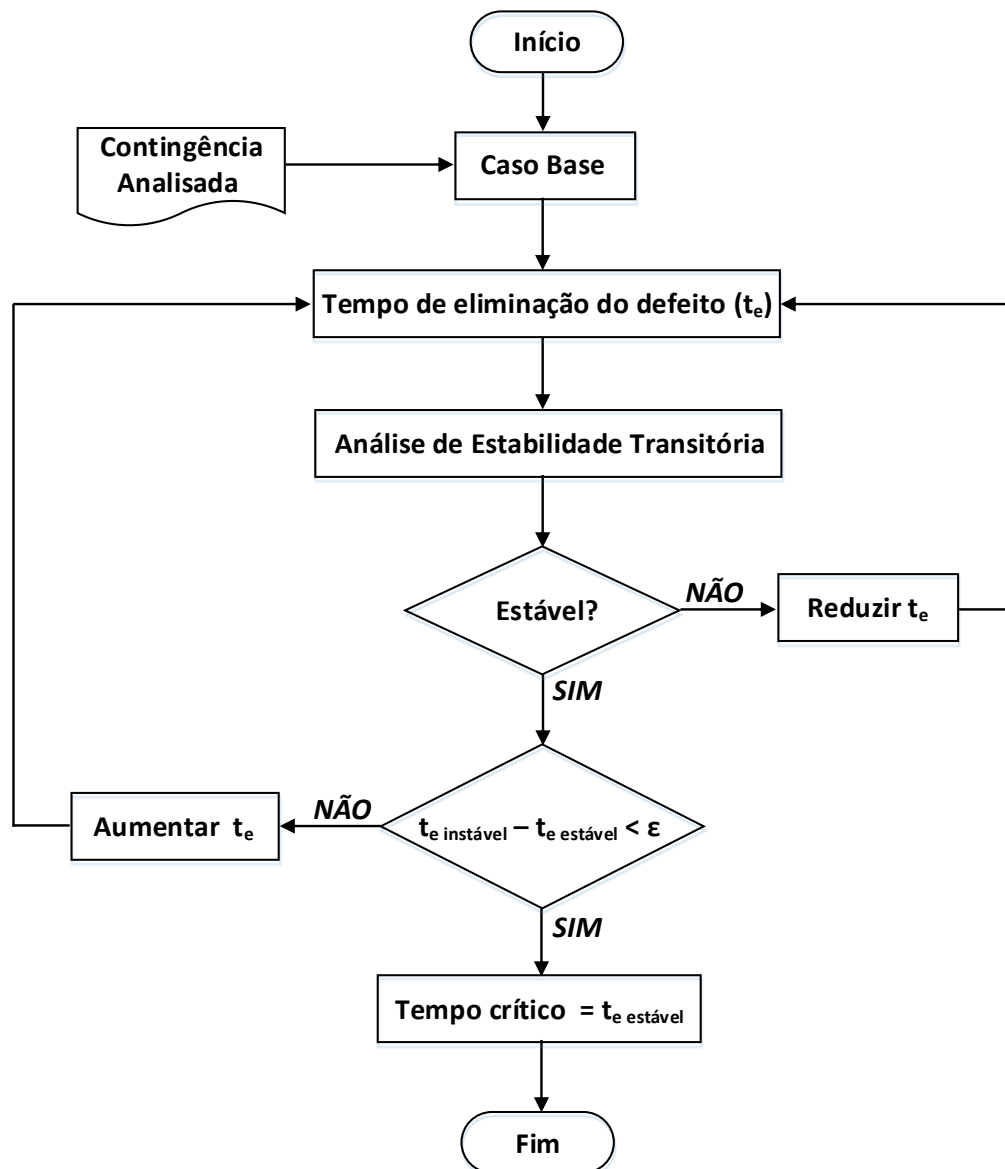 Início
Contingência
Analisada
Caso Base
Tempo de eliminação do defeito (te)
Análise de Estabilidade Transitória
Estável?
NÃO
Reduzir te
SIM
Aumentar te
NÃO
te instável – te estável < ε
SIM
Tempo crítico = te estável
Fim